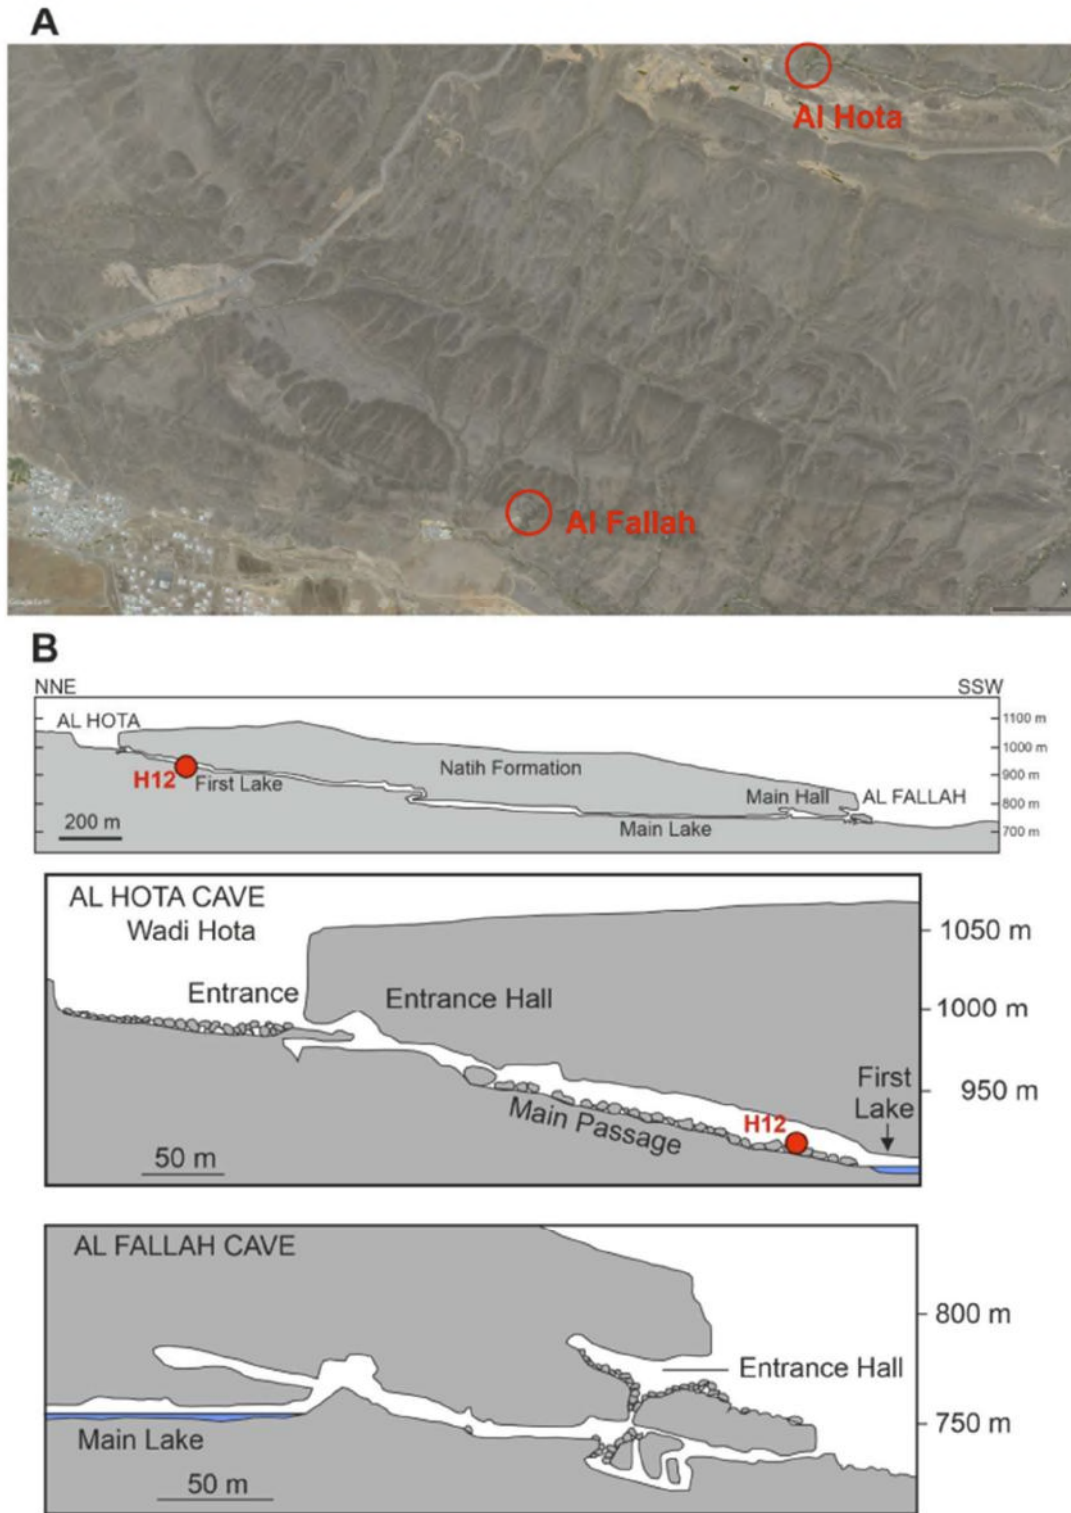 A
Al Hota
Al Fallah
B
NNE
SSW
AL HOTA
1100 m
1000 m
H12
First Lake
Natih Formation
900 m
Main Hall
AL FALLAH
800 m
200 m
Main Lake
700 m
AL HOTA CAVE
Wadi Hota
1050 m
Entrance
Entrance Hall
1000 m
First
Lake
950 m
Main Passage
H12
50 m
AL FALLAH CAVE
800 m
Entrance Hall
750 m
Main Lake
50 m